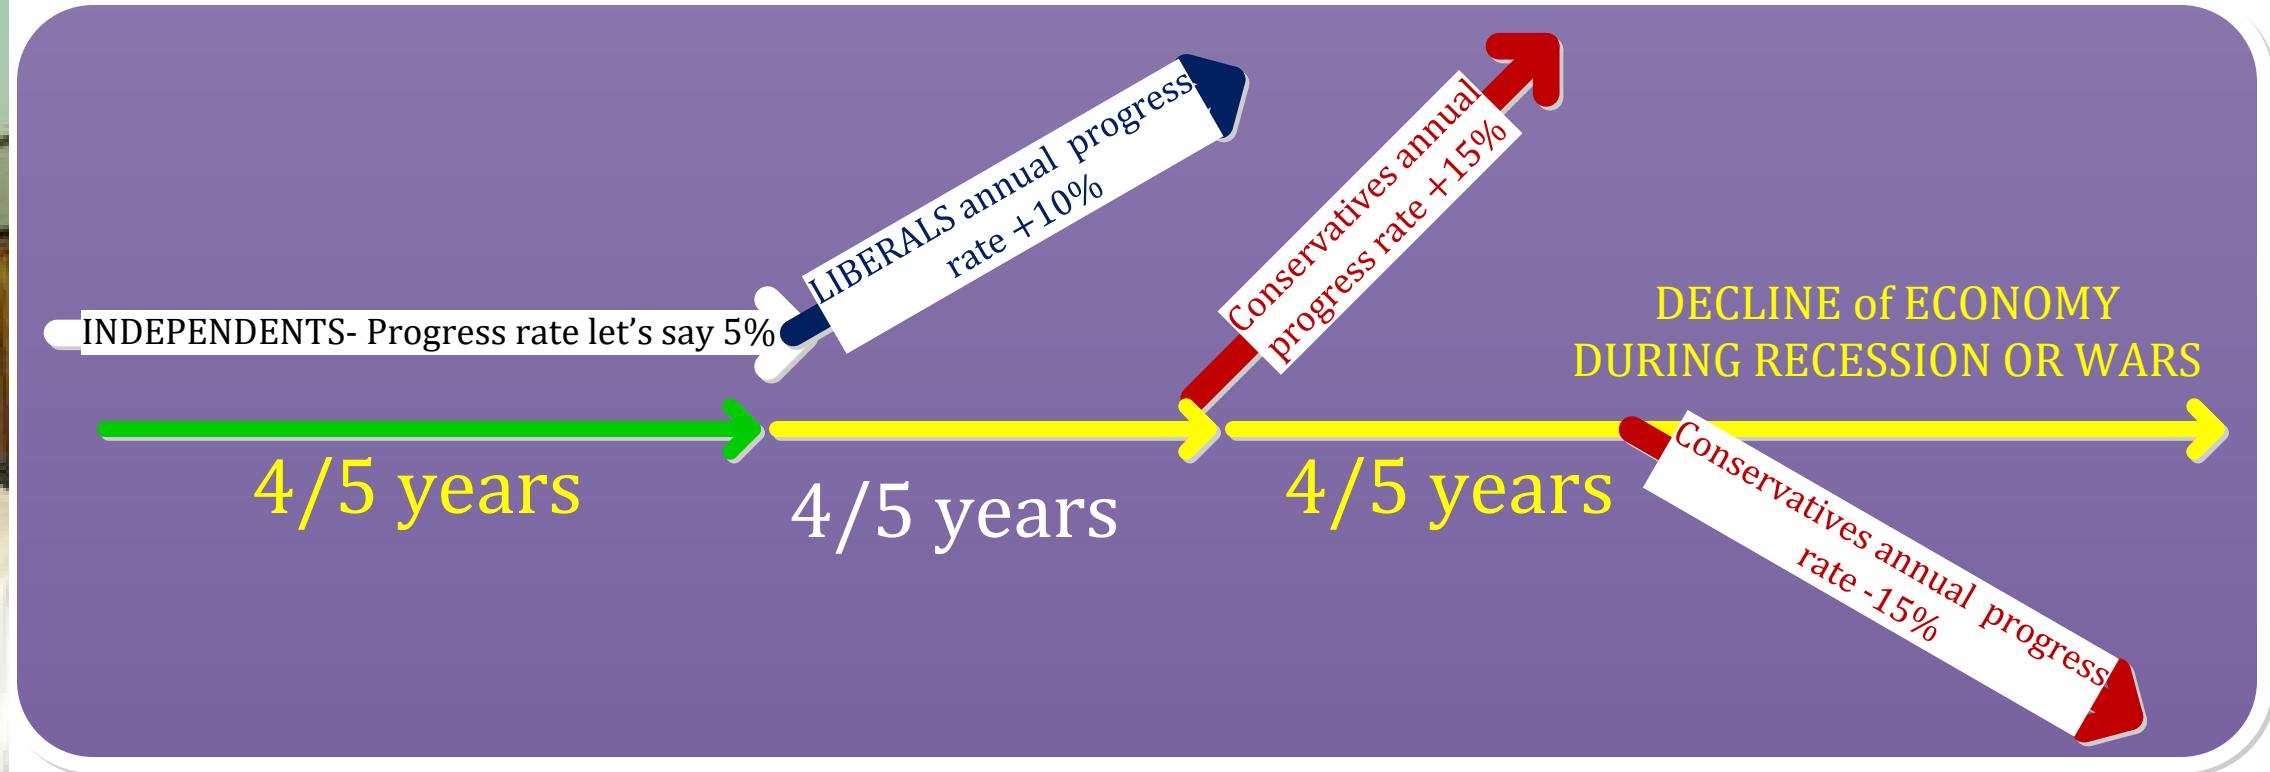 INDEPENDENTS- Progress rate let’s say 5%
LIBERALS annual progress
rate +10%
Conservatives annual
progress rate +15%
DECLINE of ECONOMY
DURING RECESSION OR WARS
4/5 years
4/5 years
4/5 years
Conservatives annual progress
rate -15%